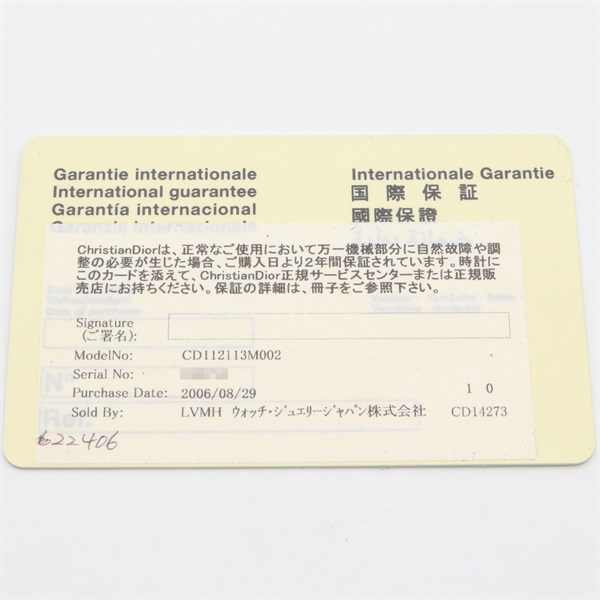 Garantie internationale
International guarantee
Garantía internacional
Garanzia internazionale
Internationale Garantie
国際保証
國際保證
ChristianDiorは、正常なご使用において万一機械部分に自然故障や調
整の必要が生じた場合、ご購入日より2年間保証されています。時計に
このカードを添えて、ChristianDior正規サービスセンターまたは正規販
売店にお持ちください。保証の詳細は、冊子をご参照下さい。
Signature
(ご署名):
ModelNo: CD112113M002
Serial No:
Purchase Date: 2006/08/29 1 0
Sold By: LVMH ウォッチ・ジュエリージャパン株式会社 CD14273
N°
Ref.
622406